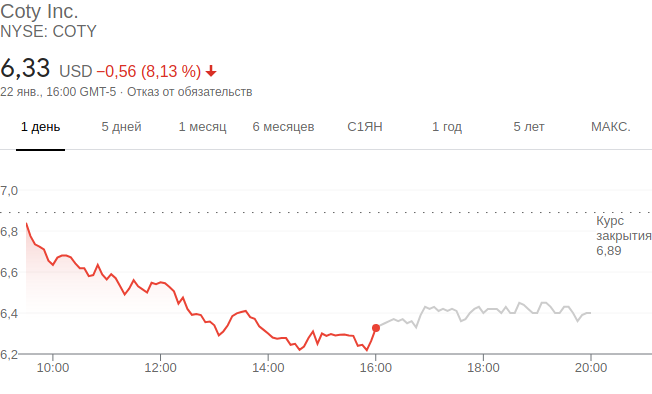 Coty Inc.
NYSE: COTY
6,33 USD −0,56 (8,13 %)
22 янв., 16:00 GMT-5 · Отказ от обязательств
1 день 5 дней 1 месяц 6 месяцев С1ЯН 1 год 5 лет МАКС.
7,0
Курс
закрытия
6,89
6,8
6,6
6,4
6,2
10:00 12:00 14:00 16:00 18:00 20:00